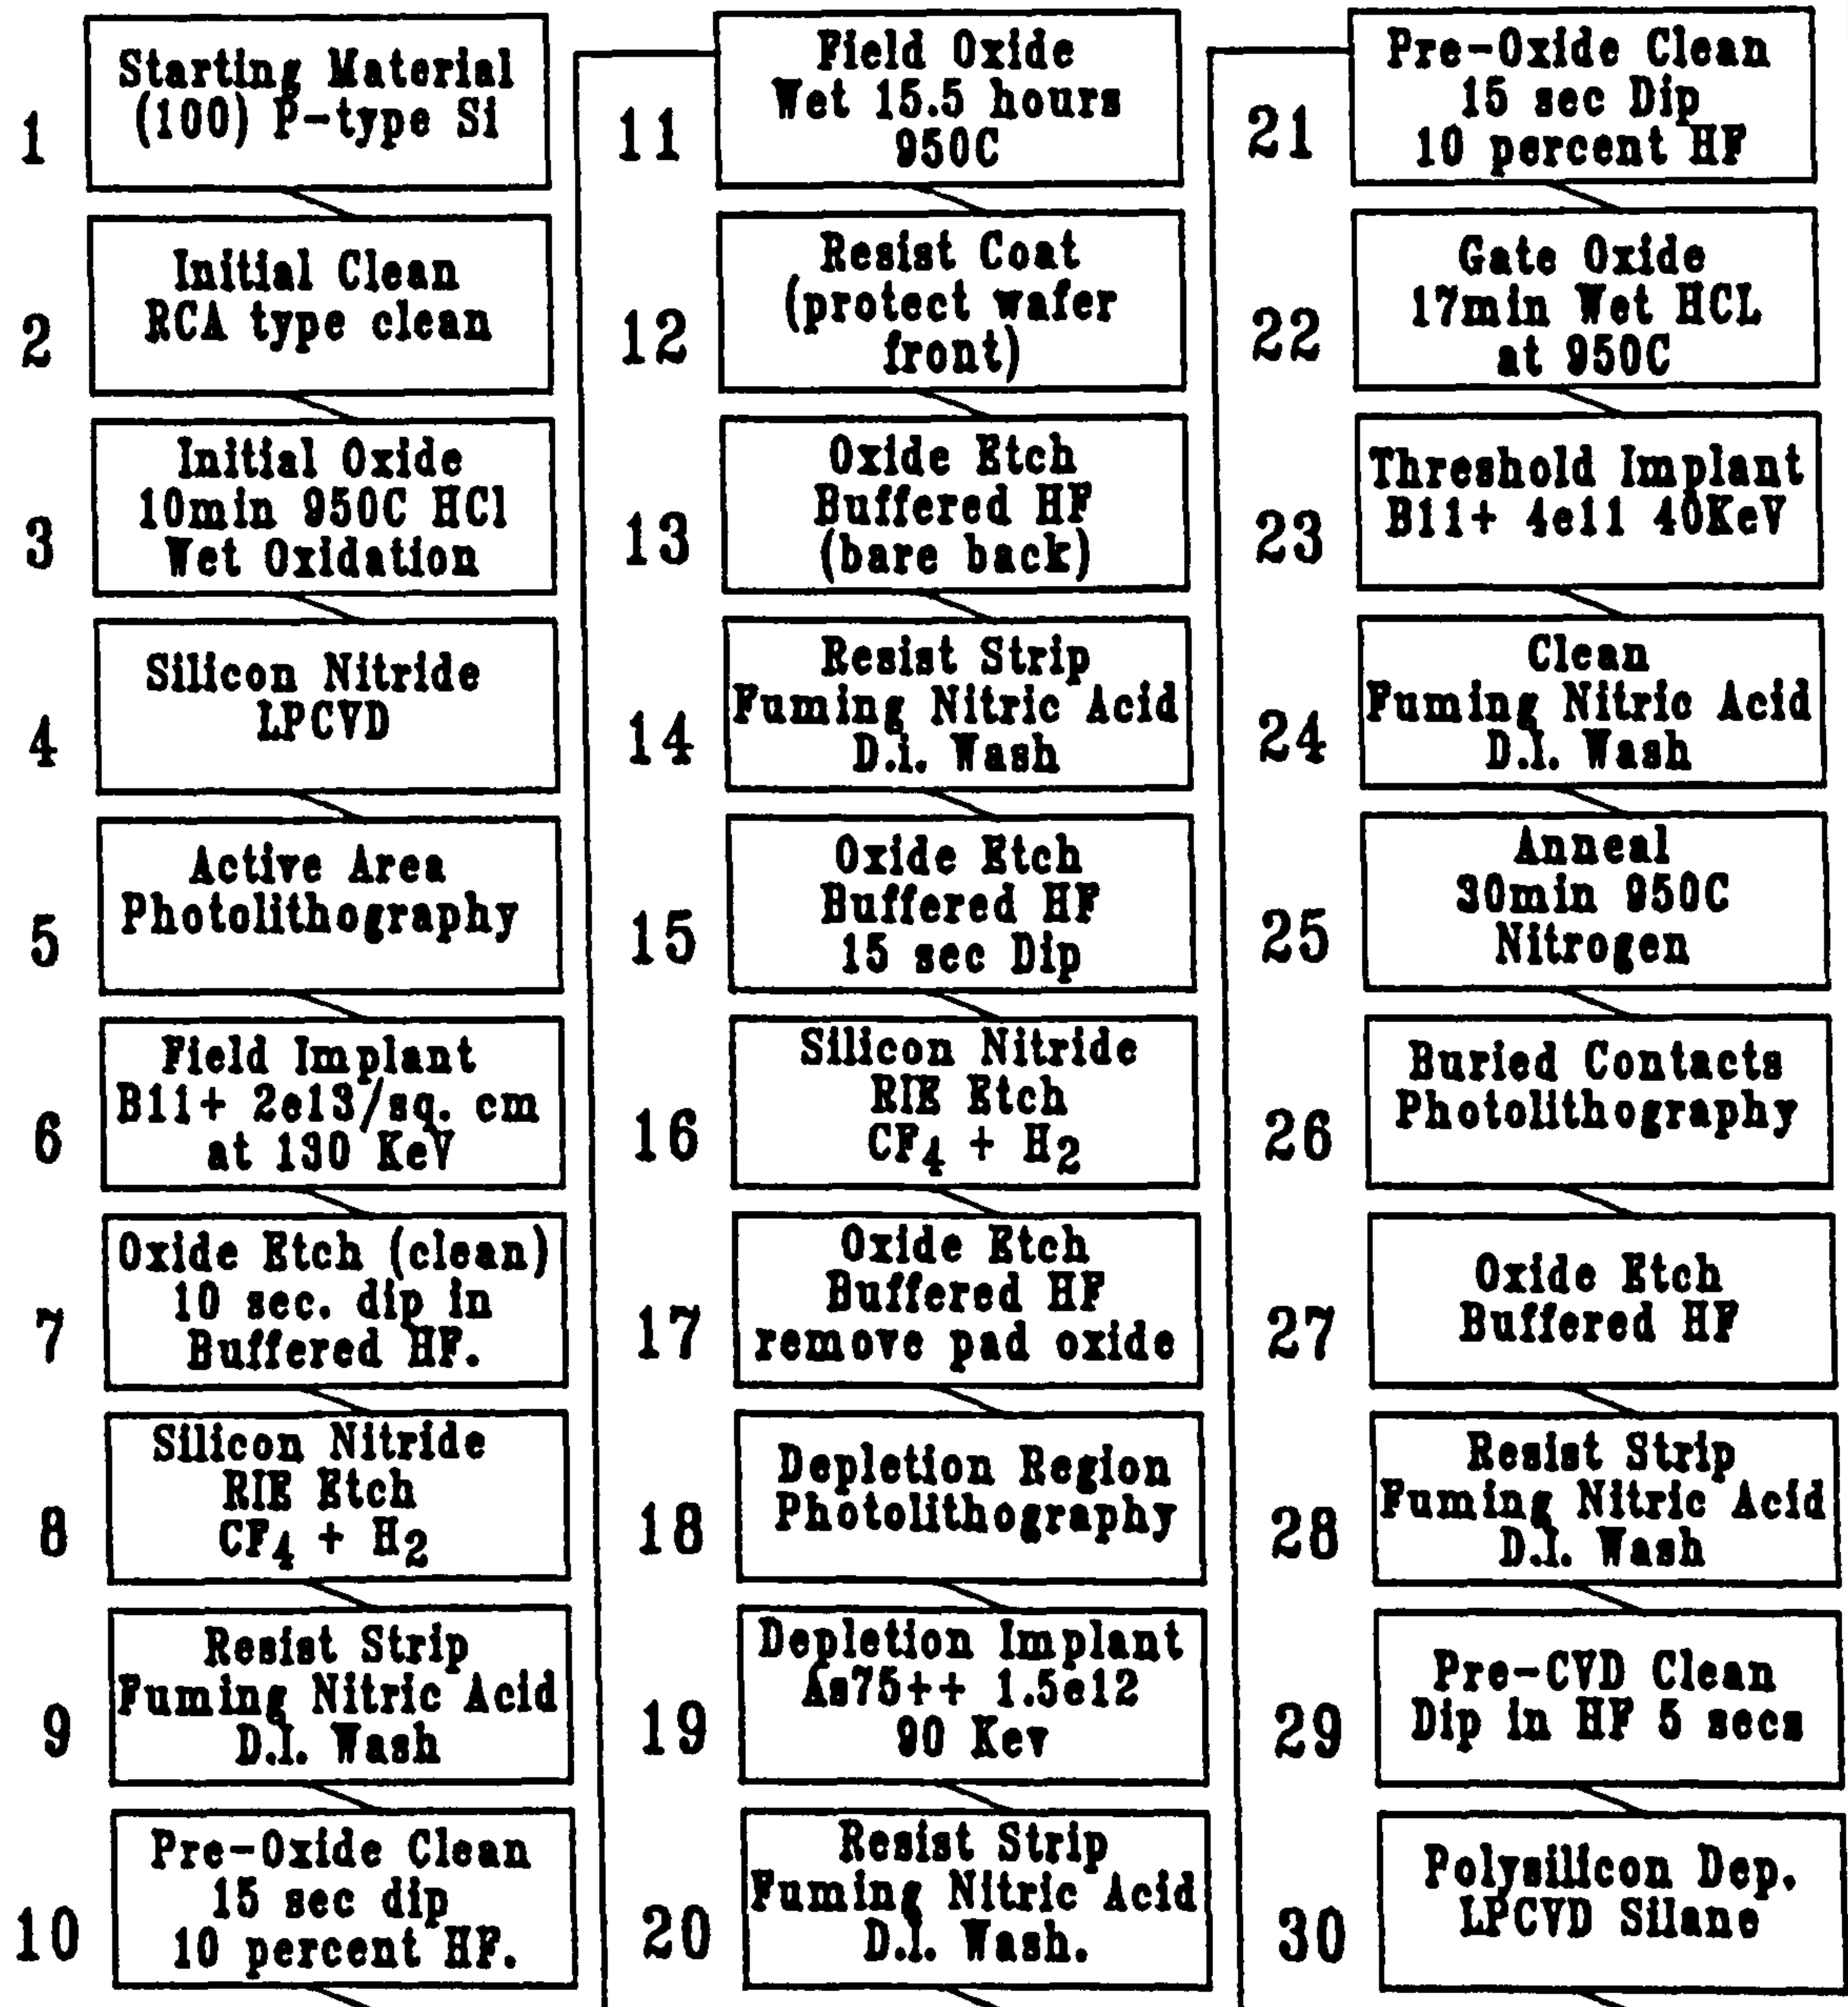 1
Starting Material
(100) P-type Si
2
Initial Clean
RCA type clean
3
Initial Oxide
10min 950C HCl
Wet Oxidation
4
Silicon Nitride
LPCVD
5
Active Area
Photolithography
6
Field Implant
B11+ 2e13/sq. cm
at 130 KeV
7
Oxide Etch (clean)
10 sec. dip in
Buffered HF.
8
Silicon Nitride
RIE Etch
CF4 + H2
9
Resist Strip
Fuming Nitric Acid
D.I. Wash
10
Pre-Oxide Clean
15 sec dip
10 percent HF.
11
Field Oxide
Wet 15.5 hours
950C
12
Resist Coat
(protect wafer
front)
13
Oxide Etch
Buffered HF
(bare back)
14
Resist Strip
Fuming Nitric Acid
D.i. Wash
15
Oxide Etch
Buffered HF
15 sec Dip
16
Silicon Nitride
RIE Etch
CF4 + H2
17
Oxide Etch
Buffered HF
remove pad oxide
18
Depletion Region
Photolithography
19
Depletion Implant
As75++ 1.5e12
90 Kev
20
Resist Strip
Fuming Nitric Acid
D.I. Wash.
21
Pre-Oxide Clean
15 sec Dip
10 percent HF
22
Gate Oxide
17min Wet HCL
at 950C
23
Threshold Implant
B11+ 4e11 40KeV
24
Clean
Fuming Nitric Acid
D.I. Wash
25
Anneal
30min 950C
Nitrogen
26
Buried Contacts
Photolithography
27
Oxide Etch
Buffered HF
28
Resist Strip
Fuming Nitric Acid
D.I. Wash
29
Pre-CVD Clean
Dip in HF 5 secs
30
Polysilicon Dep.
LPCVD Silane